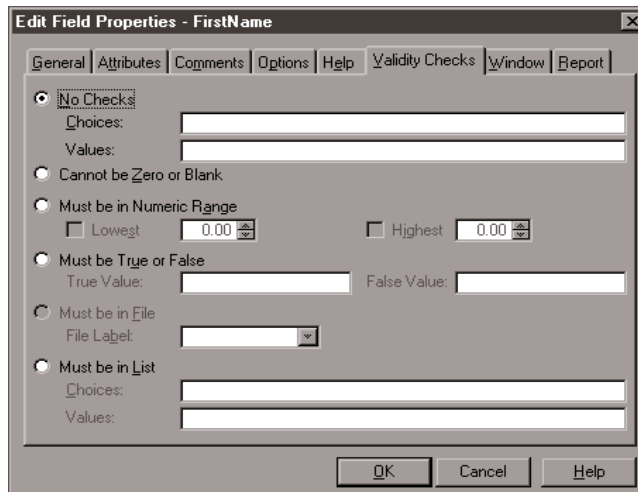 Edit Field Properties - FirstName
General Attributes Comments Options Help Validity Checks Window Report
No Checks
Choices:
Values:
Cannot be Zero or Blank
Must be in Numeric Range
Lowest 0.00 Highest 0.00
Must be True or False
True Value: False Value:
Must be in File
File Label:
Must be in List
Choices:
Values:
OK Cancel Help